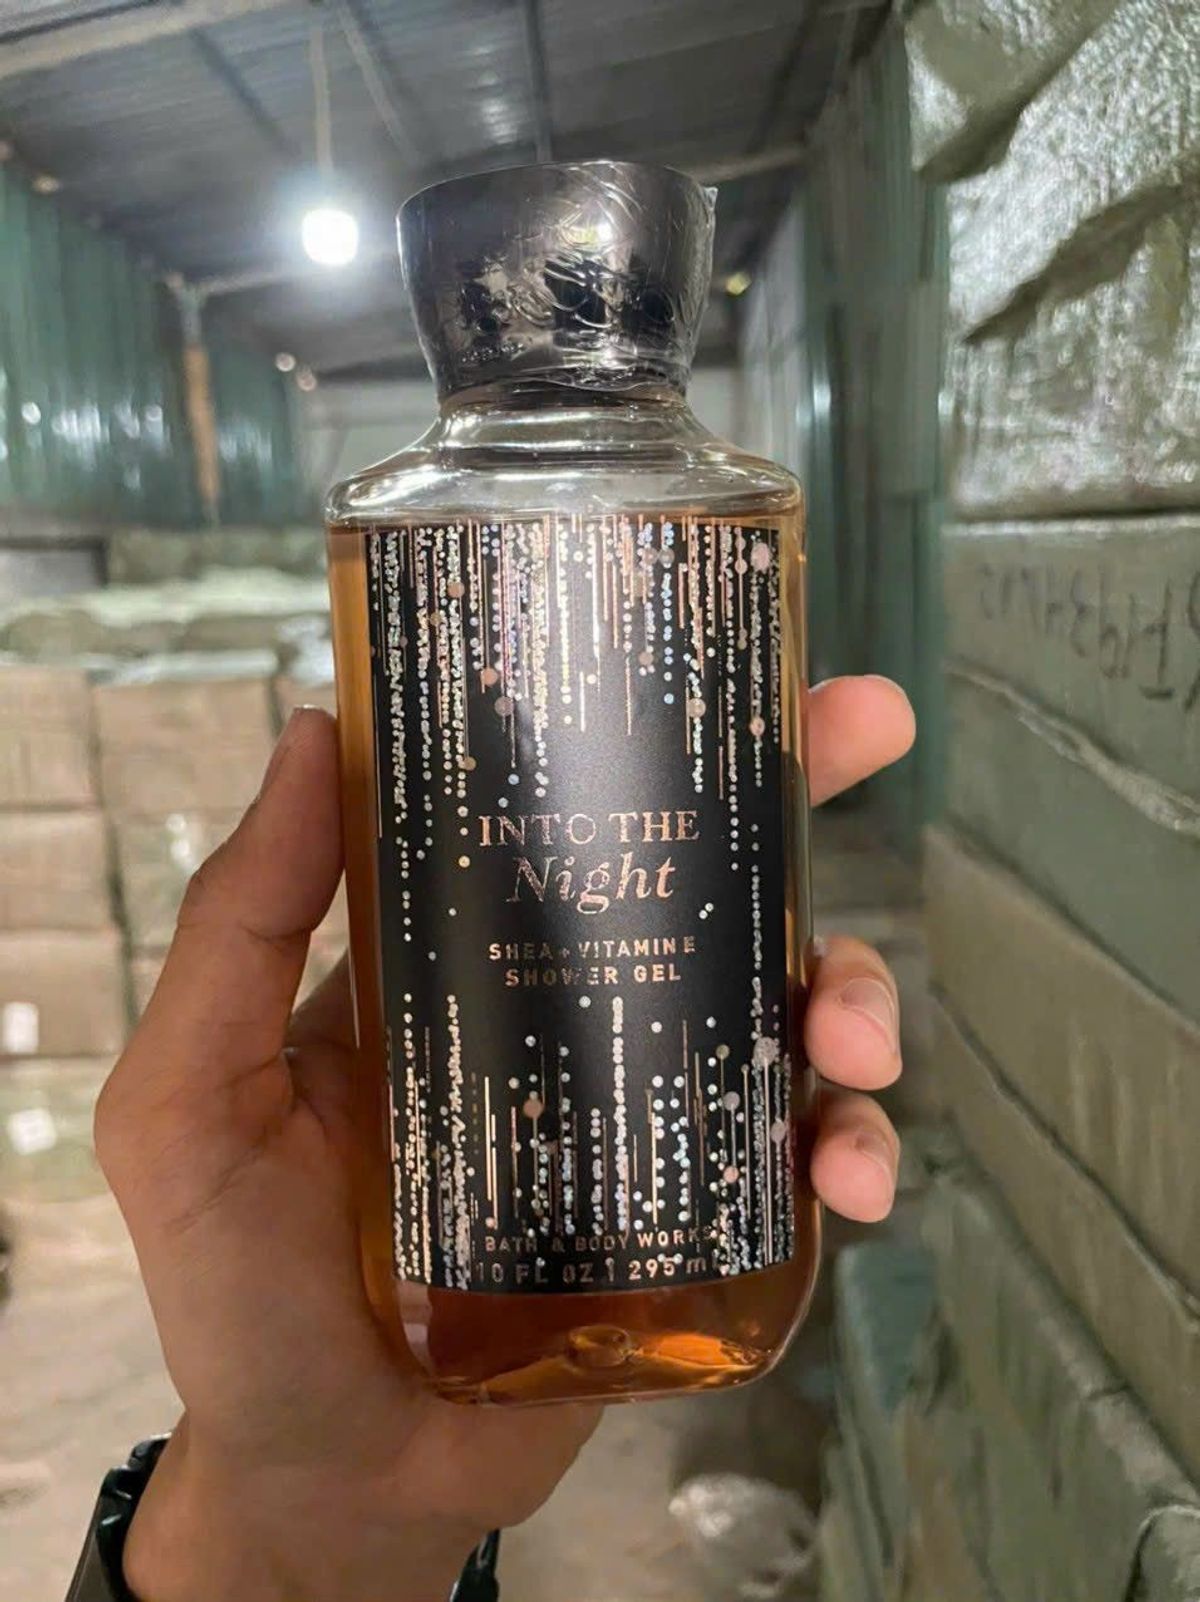 INTO THE
Night
SHEA + VITAMIN E
SHOWER GEL
BATH & BODY WORKS
10 FL OZ | 295 mL